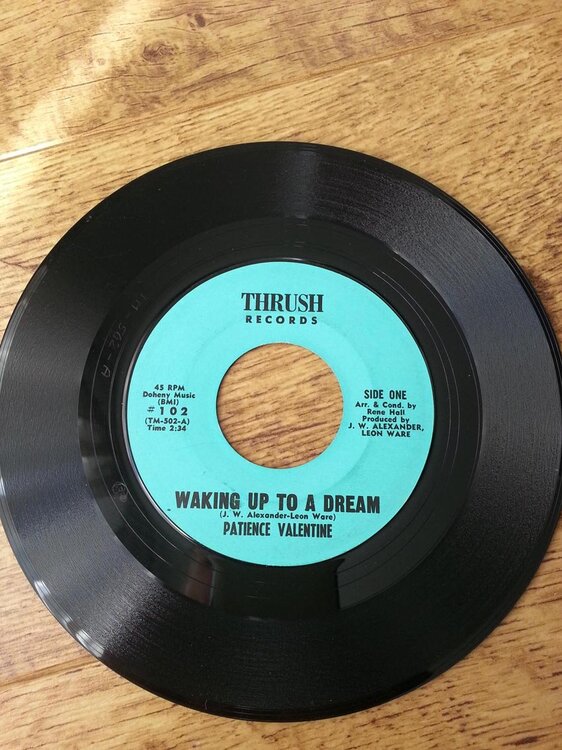 THRUSH
RECORDS
45 RPM
Doheny Music
(BMI)
# 102
(TM-502-A)
Time 2:34
SIDE ONE
Arr. & Cond. by
Rene Hall
Produced by
J. W. ALEXANDER,
LEON WARE
WAKING UP TO A DREAM
(J. W. Alexander-Leon Ware)
PATIENCE VALENTINE